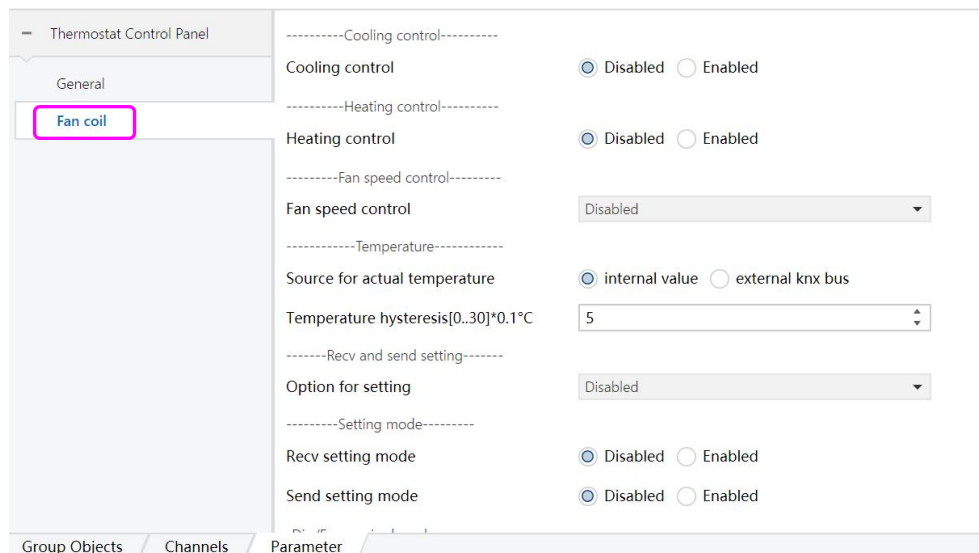 Thermostat Control Panel
General
Fan coil
----------Cooling control----------
Cooling control Disabled Enabled
----------Heating control----------
Heating control Disabled Enabled
---------Fan speed control---------
Fan speed control Disabled
------------Temperature------------
Source for actual temperature internal value external knx bus
Temperature hysteresis[0..30]*0.1°C 5
-------Recv and send setting-------
Option for setting Disabled
---------Setting mode---------
Recv setting mode Disabled Enabled
Send setting mode Disabled Enabled
Group Objects Channels Parameter